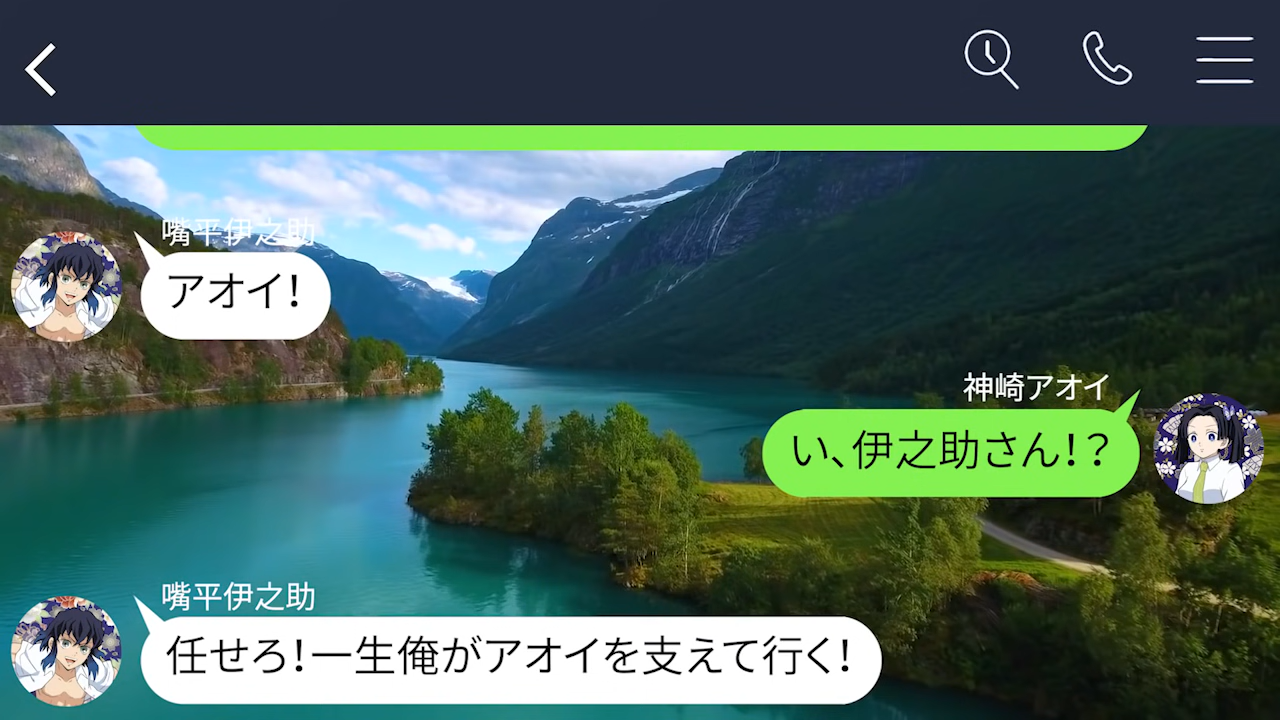 嘴平伊之助
アオイ！
神崎アオイ
い、伊之助さん！？
嘴平伊之助
任せろ！一生俺がアオイを支えて行く！